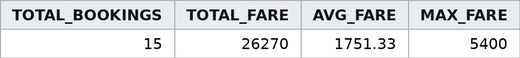 TOTAL_BOOKINGS TOTAL_FARE AVG_FARE MAX_FARE
15 26270 1751.33 5400